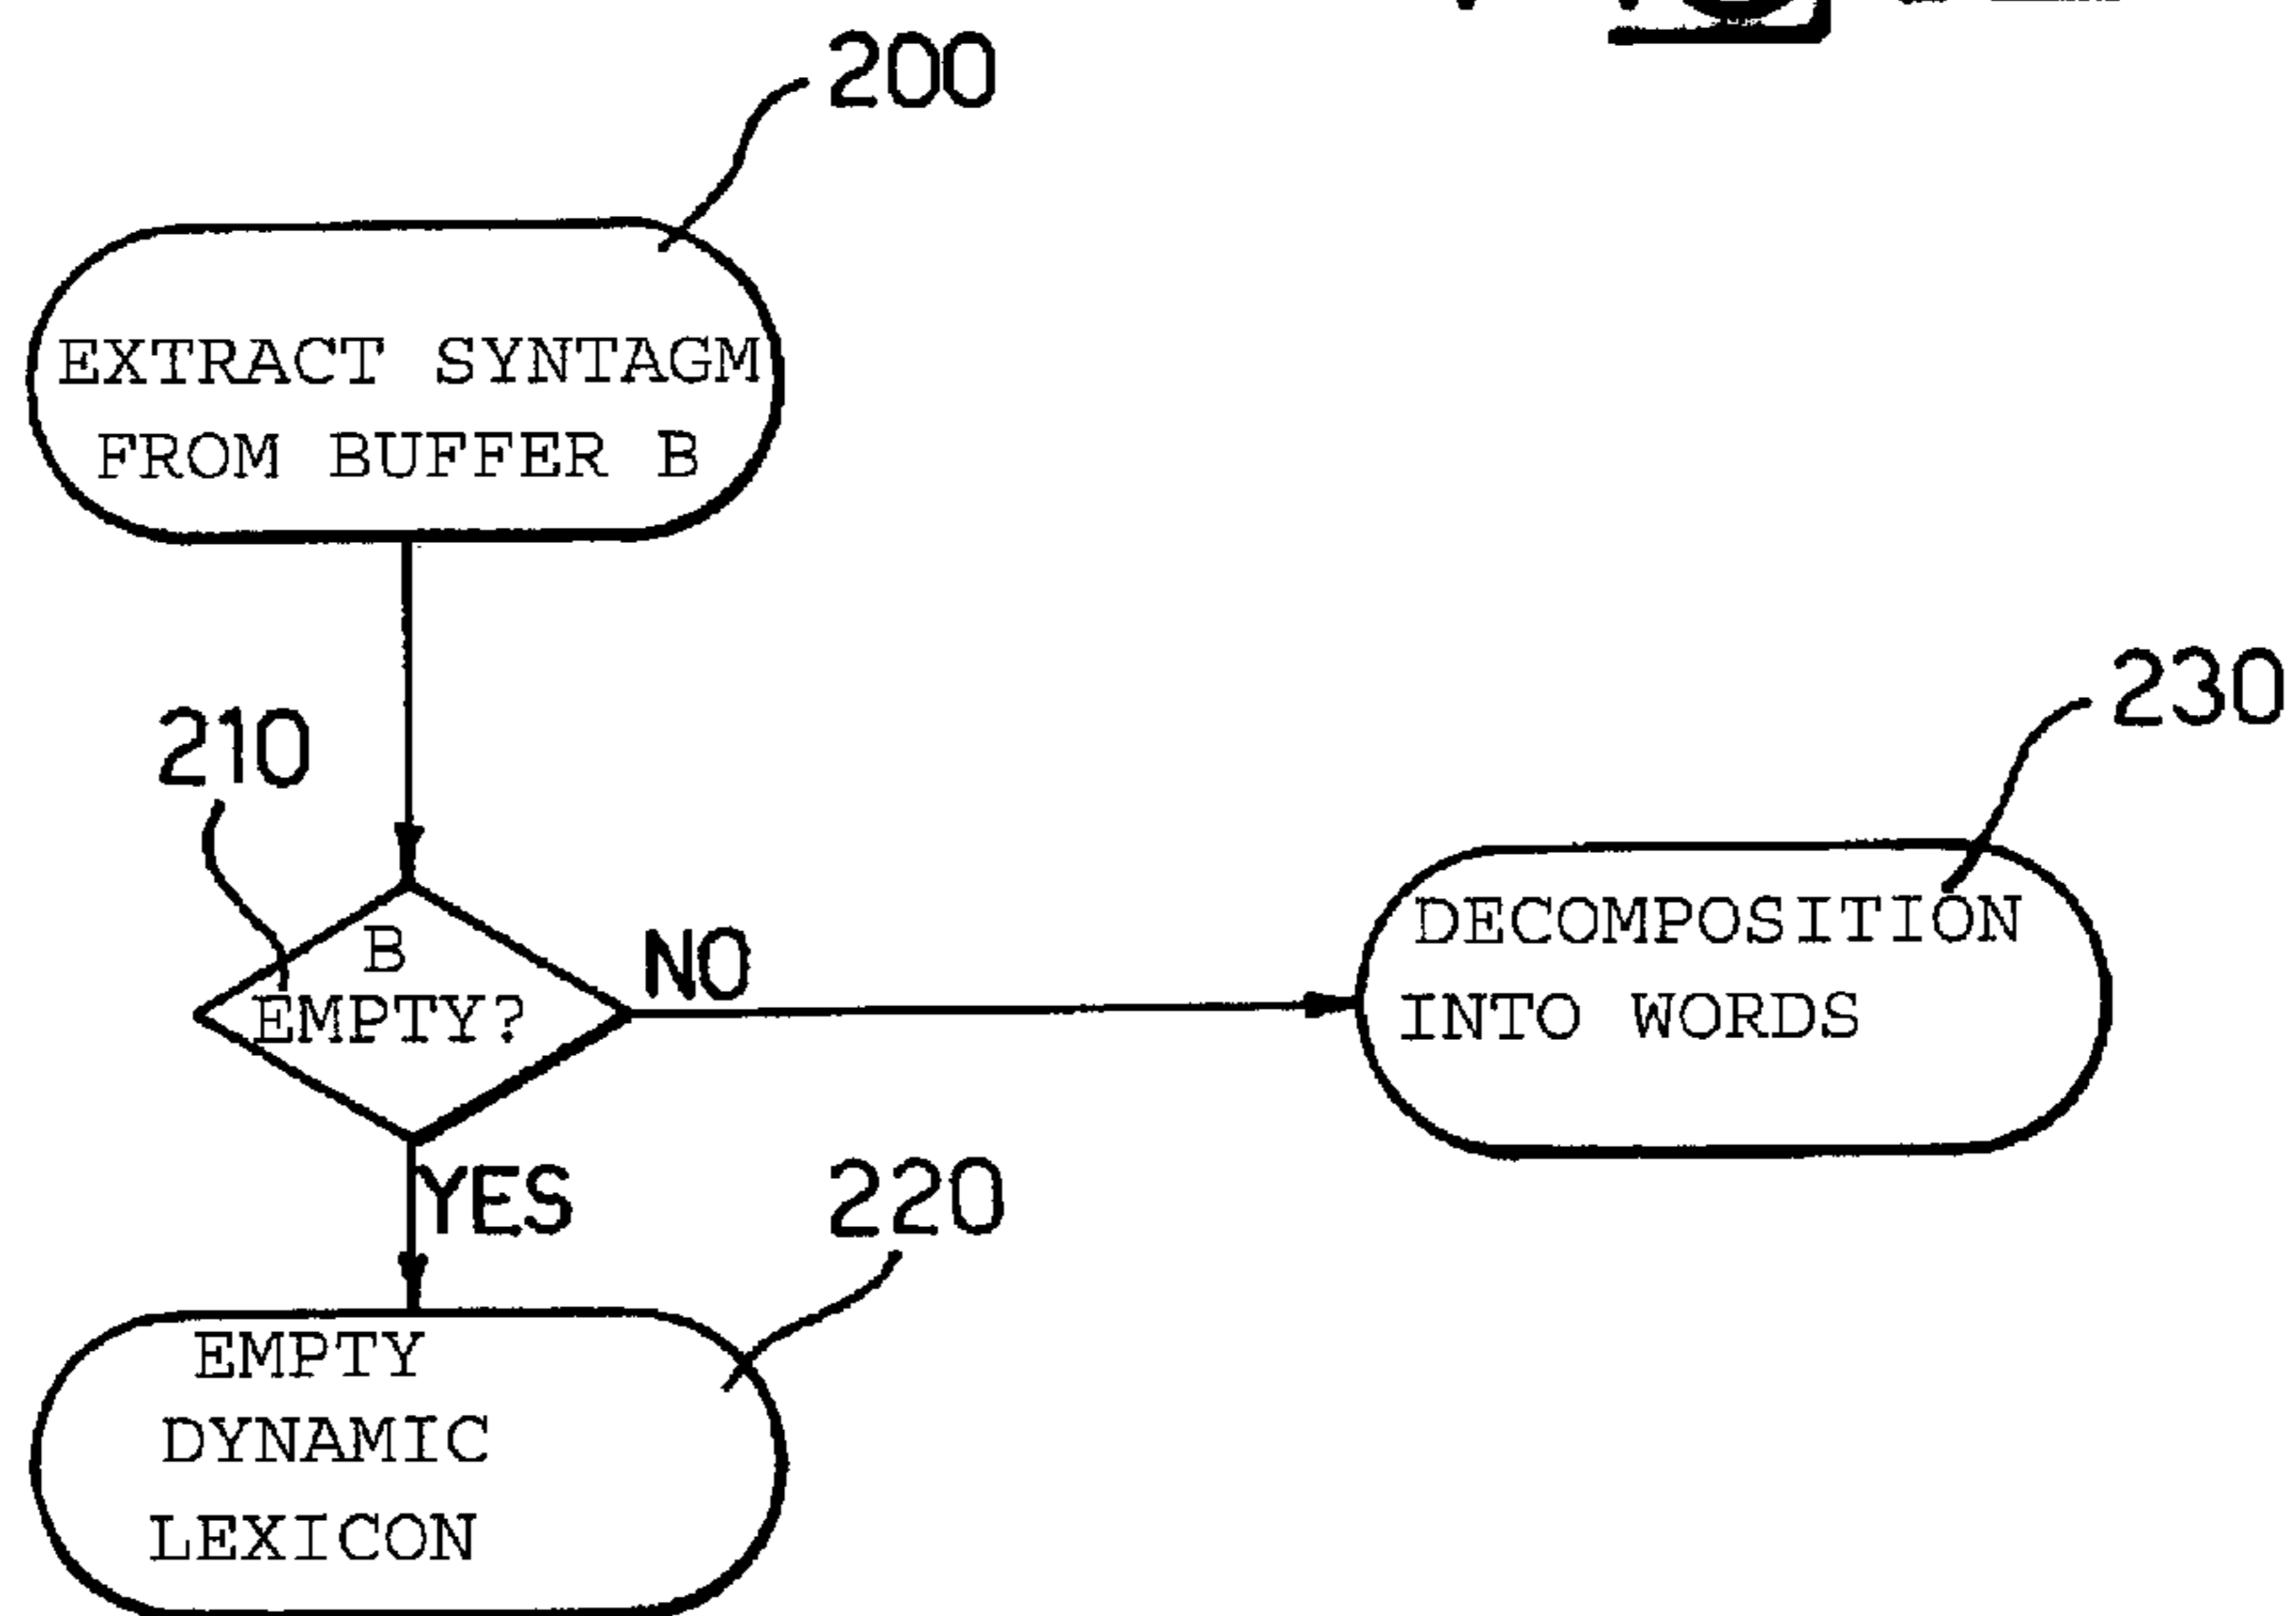 200
EXTRACT SYNTAGM
FROM BUFFER B
210
B
EMPTY?
NO
230
DECOMPOSITION
INTO WORDS
YES
220
EMPTY
DYNAMIC
LEXICON